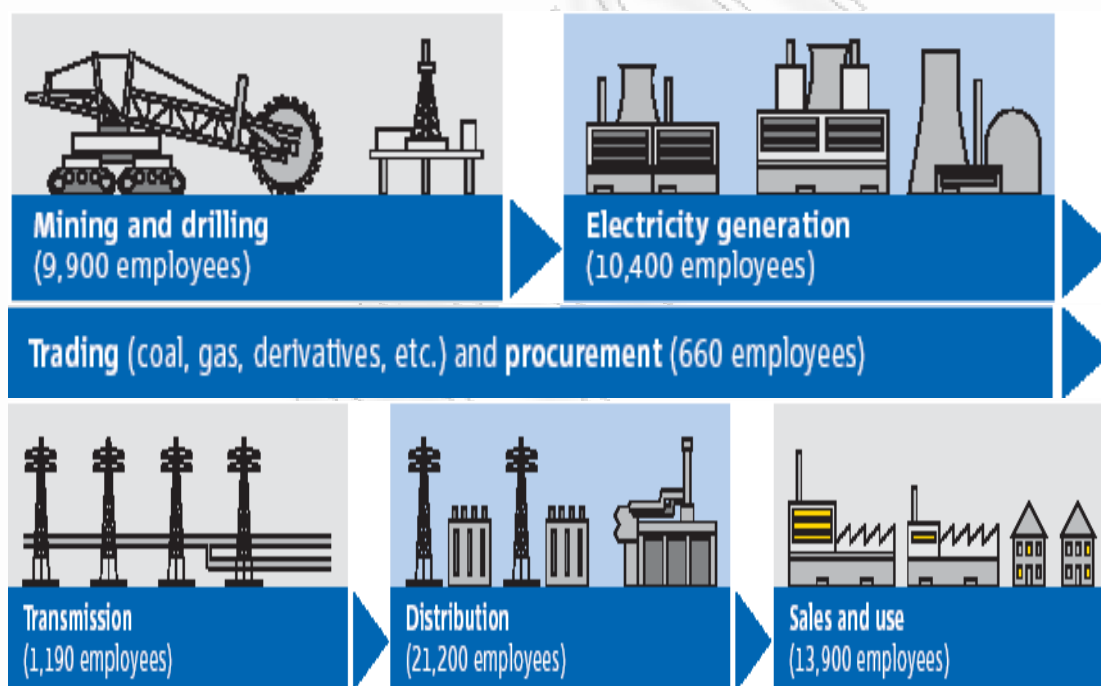 Mining and drilling
(9,900 employees)
Electricity generation
(10,400 employees)
Trading (coal, gas, derivatives, etc.) and procurement (660 employees)
Transmission
(1,190 employees)
Distribution
(21,200 employees)
Sales and use
(13,900 employees)